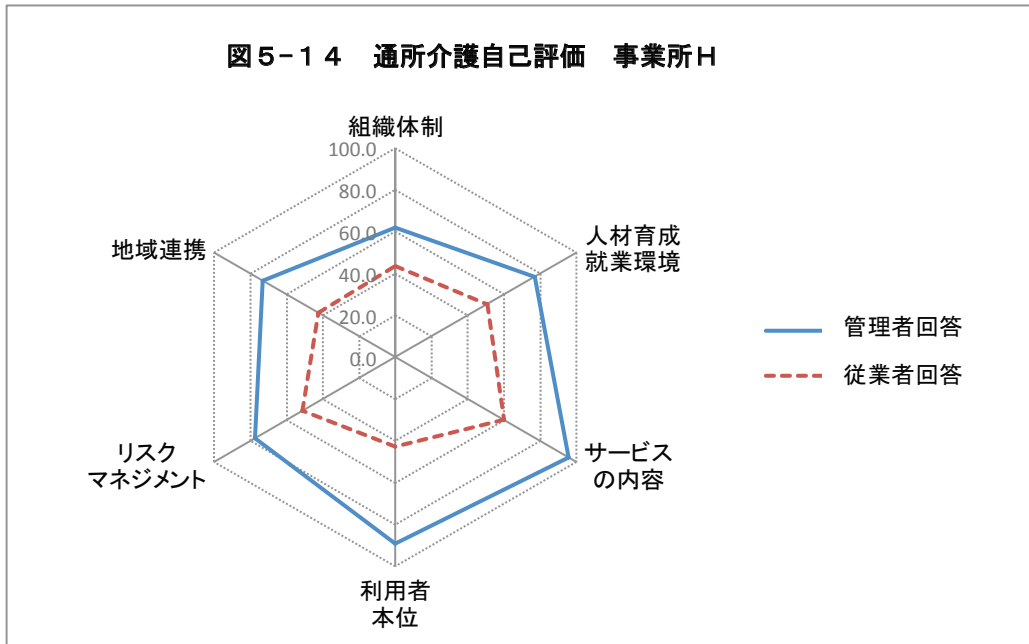 図5-14　通所介護自己評価　事業所H
組織体制
100.0
80.0
60.0
40.0
20.0
0.0
人材育成
就業環境
サービス
の内容
利用者
本位
リスク
マネジメント
地域連携
管理者回答
従業者回答